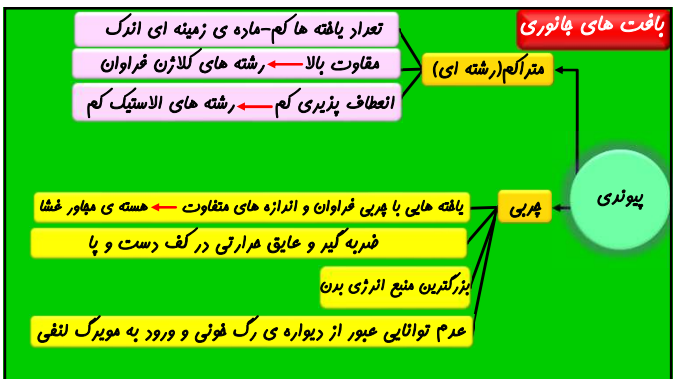 بافت های جانوری
پیوندی
متراکم(رشته ای)
تعداد یاخته ها کم-ماده ی زمینه ای اندک
مقاوت بالا ← رشته های کلاژن فراوان
انعطاف پزیری کم ← رشته های الاستیک کم
چربی
یاخته هایی با چربی فراوان و اندازه های متفاوت ← هسته ی مجاور غشا
ضربه گیر و عایق حرارتی در کف دست و پا
بزرگترین منبع انرژی بدن
عدم توانایی عبور از دیواره ی رگ خونی و ورود به مویرگ لنفی